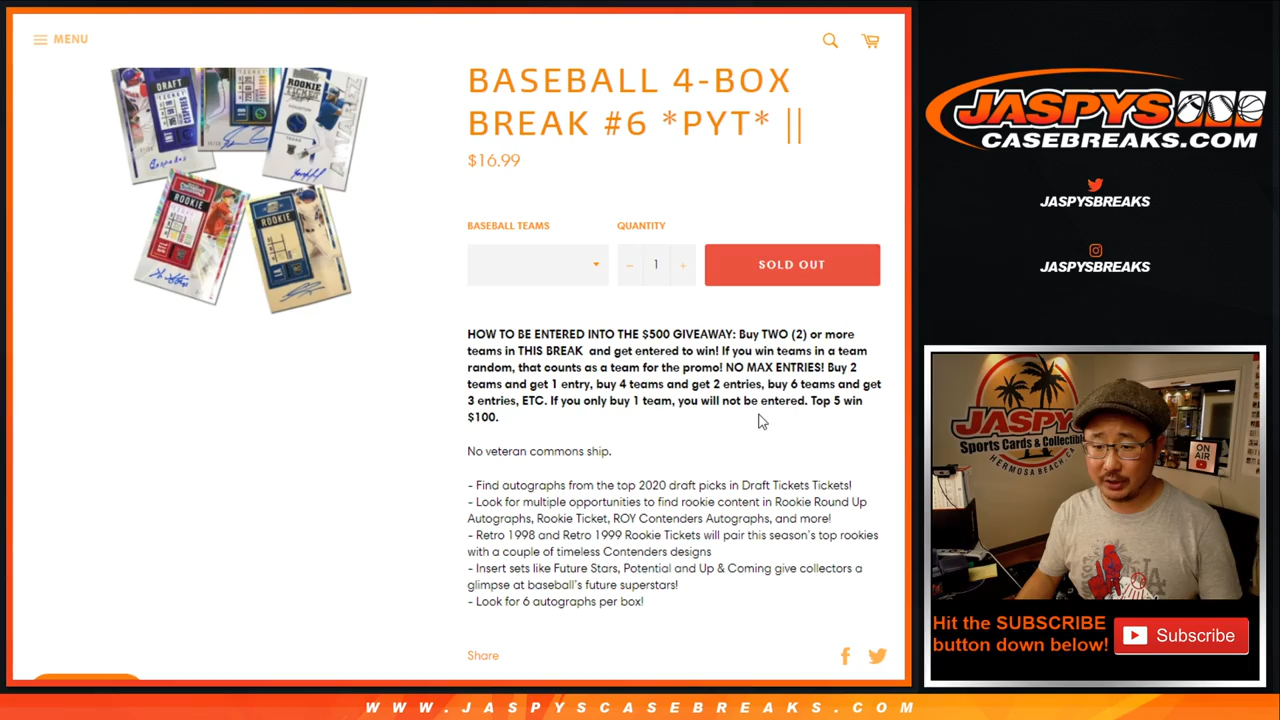 MENU
BASEBALL 4-BOX
BREAK #6 *PYT* ||
$16.99
BASEBALL TEAMS
QUANTITY
1
SOLD OUT
HOW TO BE ENTERED INTO THE $500 GIVEAWAY: Buy TWO (2) or more
teams in THIS BREAK and get entered to win! If you win teams in a team
random, that counts as a team for the promo! NO MAX ENTRIES! Buy 2
teams and get 1 entry, buy 4 teams and get 2 entries, buy 6 teams and get
3 entries, ETC. If you only buy 1 team, you will not be entered. Top 5 win
$100.
No veteran commons ship.
- Find autographs from the top 2020 draft picks in Draft Tickets Tickets!
- Look for multiple opportunities to find rookie content in Rookie Round Up
Autographs, Rookie Ticket, ROY Contenders Autographs, and more!
- Retro 1998 and Retro 1999 Rookie Tickets will pair this season's top rookies
with a couple of timeless Contenders designs
- Insert sets like Future Stars, Potential and Up & Coming give collectors a
glimpse at baseball's future superstars!
- Look for 6 autographs per box!
Share
DRAFT
ROOKIE
ROOKIE
ROOKIE
JASPYS
CASEBREAKS.COM
JASPYSBREAKS
JASPYSBREAKS
JASPYS
Sports Cards & Collectibl
HERMOSA BEACH CA
ON
AIR
Hit the SUBSCRIBE
button down below!
Subscribe
WWW.JASPYSCASEBREAKS.COM